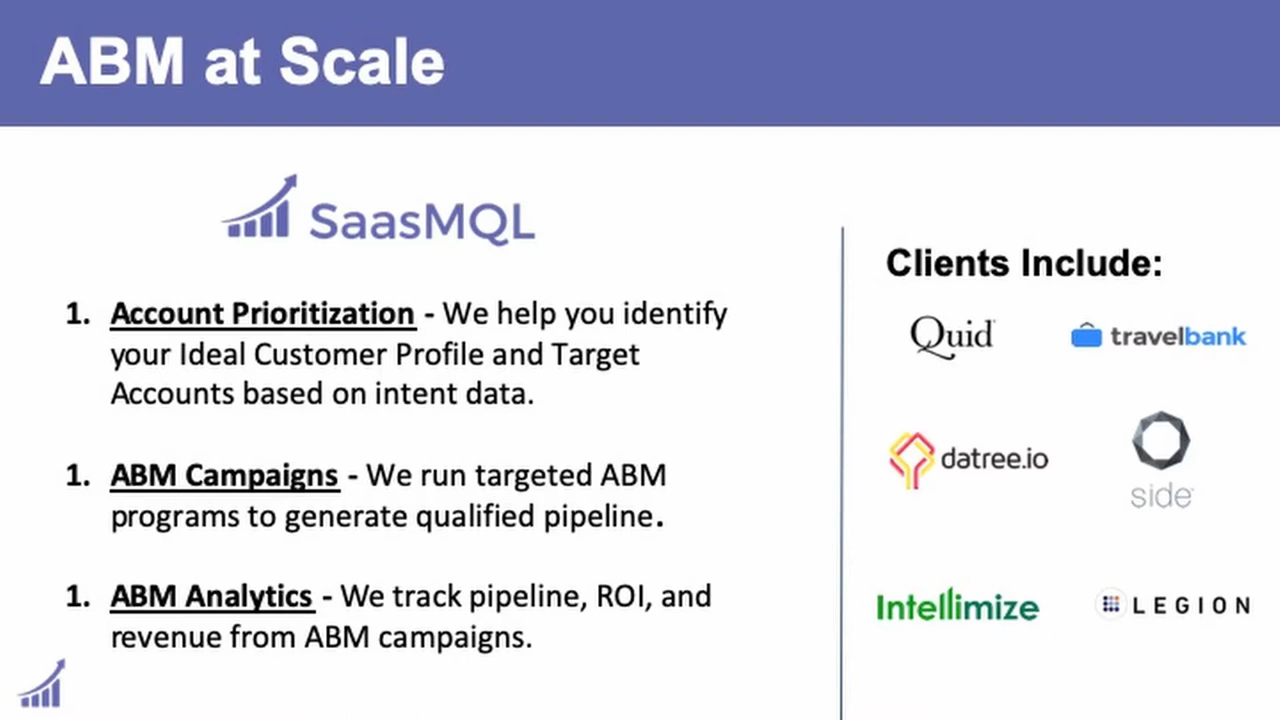 ABM at Scale
SaasMQL
1. Account Prioritization - We help you identify
your Ideal Customer Profile and Target
Accounts based on intent data.
1. ABM Campaigns - We run targeted ABM
programs to generate qualified pipeline.
1. ABM Analytics - We track pipeline, ROI, and
revenue from ABM campaigns.
Clients Include:
Quid
travelbank
datree.io
side
Intellimize
LEGION